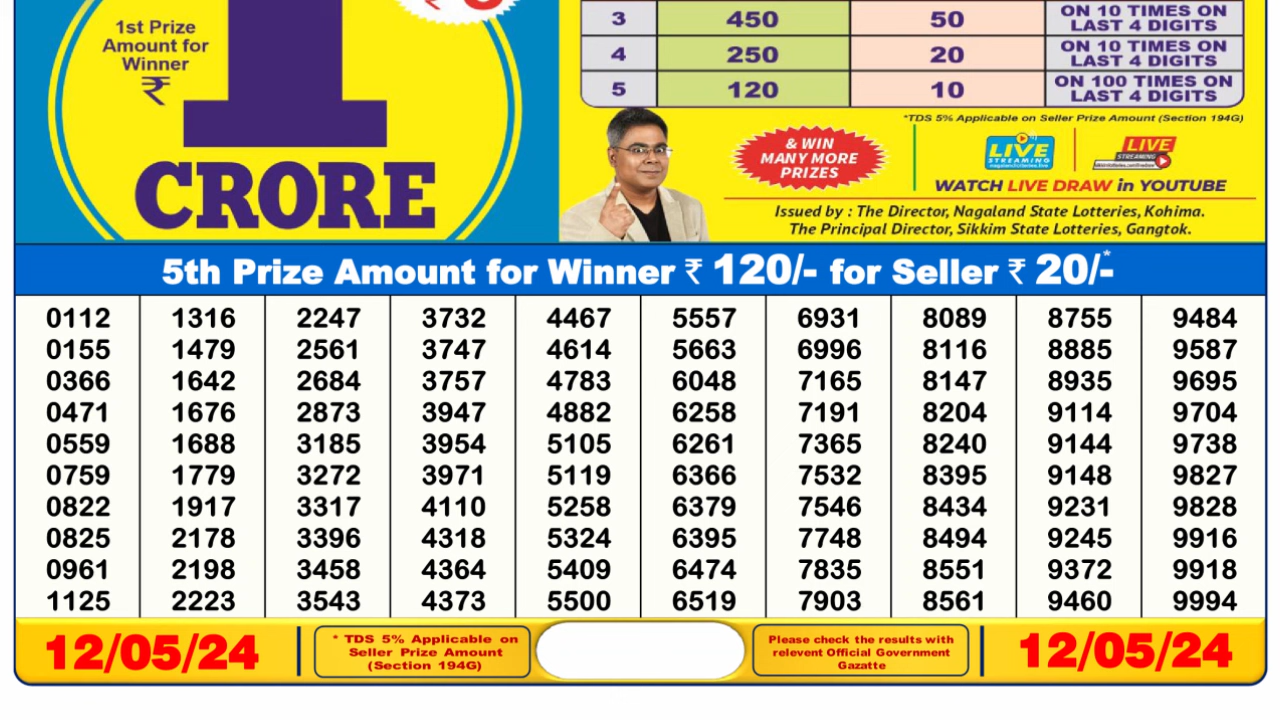 1st Prize
Amount for
Winner
₹
1
CRORE
3 450 50 ON 10 TIMES ON LAST 4 DIGITS
4 250 20 ON 10 TIMES ON LAST 4 DIGITS
5 120 10 ON 100 TIMES ON LAST 4 DIGITS
*TDS 5% Applicable on Seller Prize Amount (Section 194G)
& WIN
MANY MORE
PRIZES
LIVE
STREAMING
LIVE
STREAMING
WATCH LIVE DRAW in YOUTUBE
Issued by : The Director, Nagaland State Lotteries, Kohima.
The Principal Director, Sikkim State Lotteries, Gangtok.
5th Prize Amount for Winner ₹ 120/- for Seller ₹ 20/-*
0112 1316 2247 3732 4467 5557 6931 8089 8755 9484
0155 1479 2561 3747 4614 5663 6996 8116 8885 9587
0366 1642 2684 3757 4783 6048 7165 8147 8935 9695
0471 1676 2873 3947 4882 6258 7191 8204 9114 9704
0559 1688 3185 3954 5105 6261 7365 8240 9144 9738
0759 1779 3272 3971 5119 6366 7532 8395 9148 9827
0822 1917 3317 4110 5258 6379 7546 8434 9231 9828
0825 2178 3396 4318 5324 6395 7748 8494 9245 9916
0961 2198 3458 4364 5409 6474 7835 8551 9372 9918
1125 2223 3543 4373 5500 6519 7903 8561 9460 9994
12/05/24
* TDS 5% Applicable on
Seller Prize Amount
(Section 194G)
Please check the results with
relevent Official Government
Gazatte
12/05/24